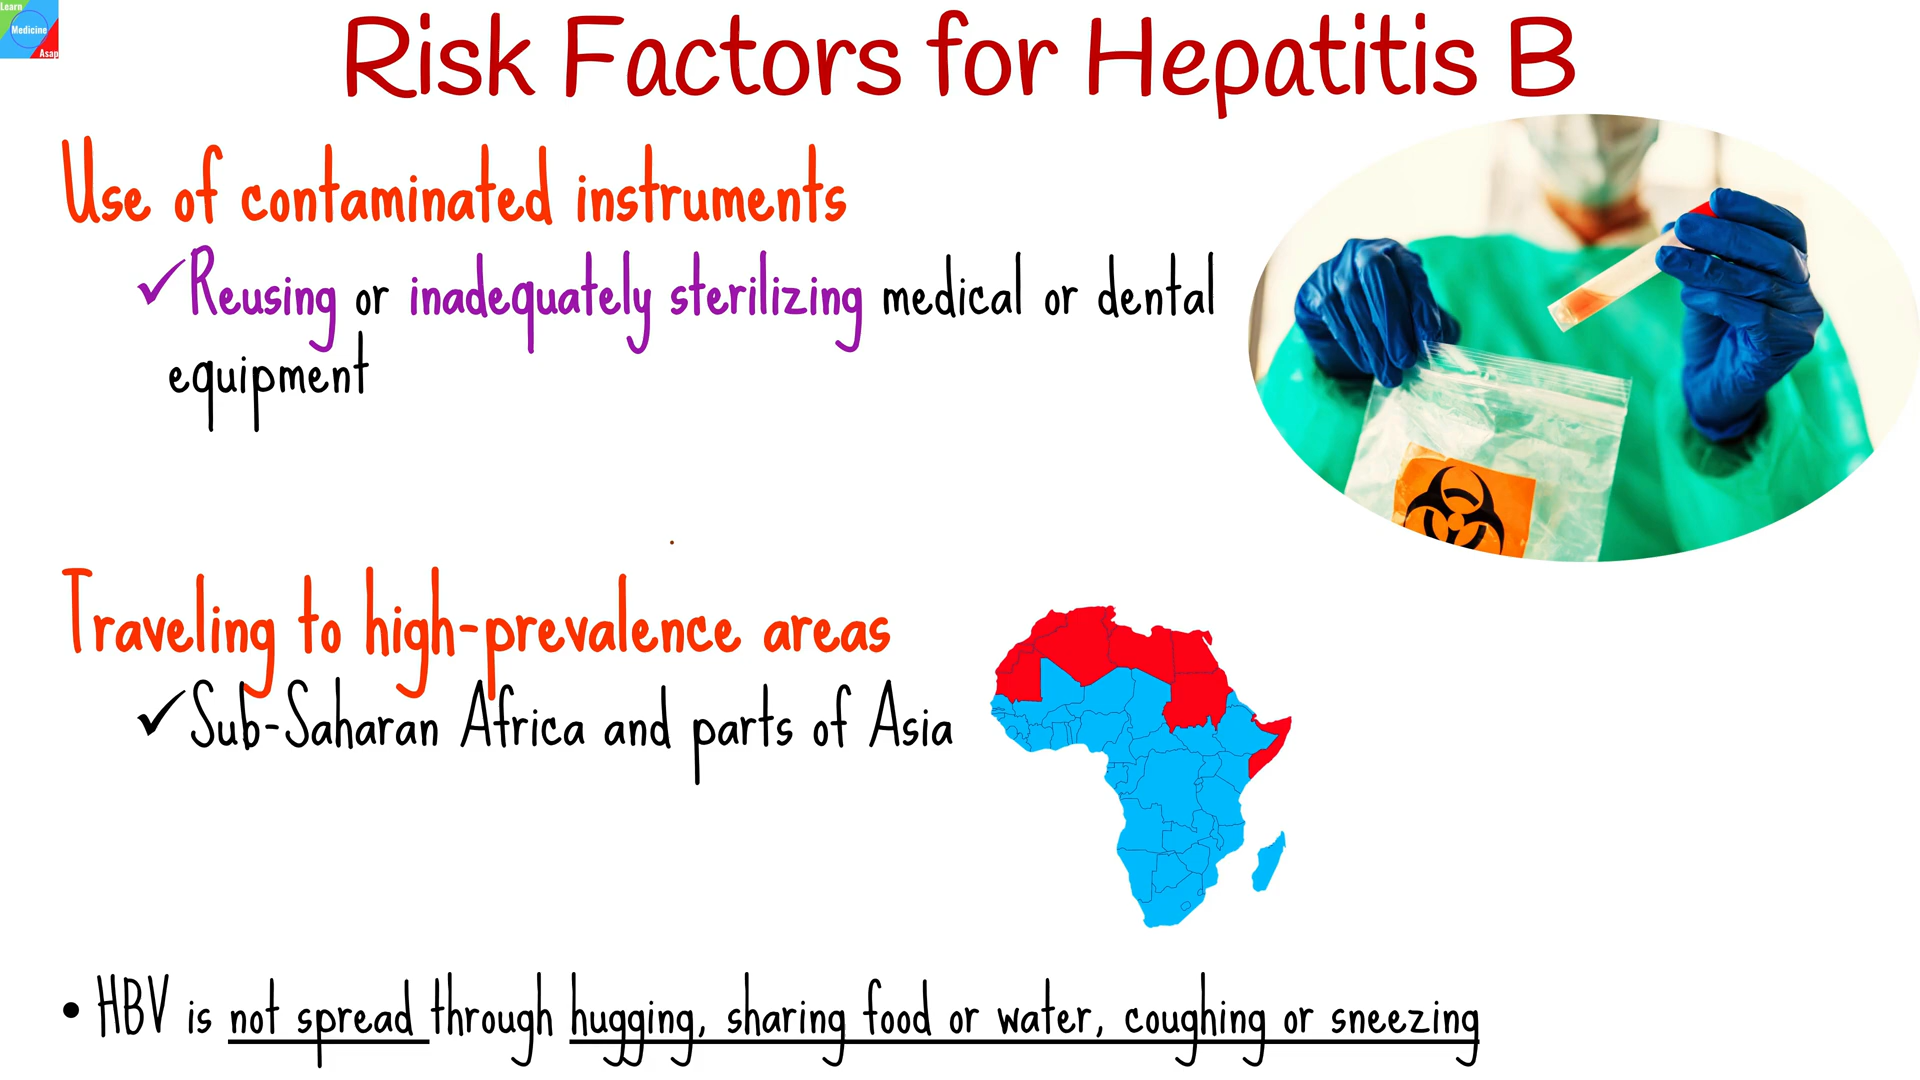 Learn
Medicine
Asap
Risk Factors for Hepatitis B
Use of contaminated instruments
✓Reusing or inadequately sterilizing medical or dental
equipment
Traveling to high-prevalence areas
✓Sub-Saharan Africa and parts of Asia
• HBV is not spread through hugging, sharing food or water, coughing or sneezing